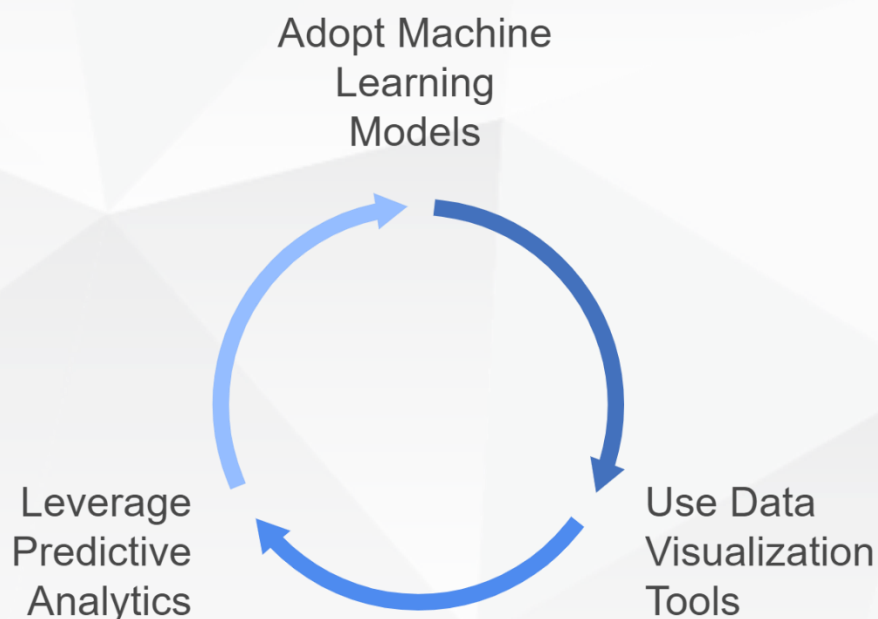 Adopt Machine
Learning
Models
Leverage
Predictive
Analytics
Use Data
Visualization
Tools